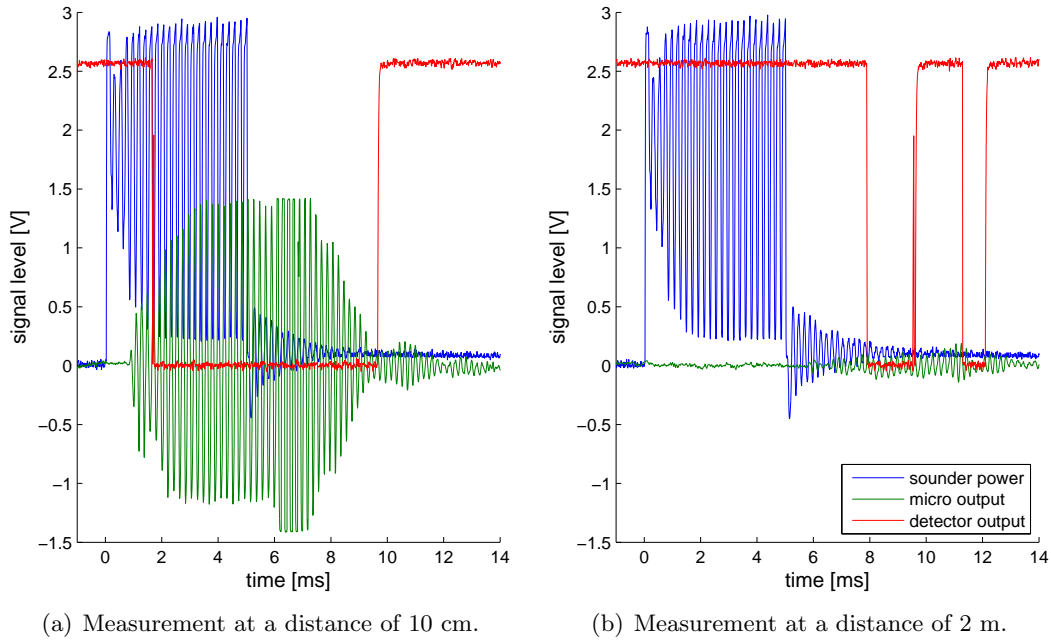 3
2.5
2
1.5
1
0.5
0
−0.5
−1
−1.5
signal level [V]
0 2 4 6 8 10 12 14
time [ms]
(a) Measurement at a distance of 10 cm.
3
2.5
2
1.5
1
0.5
0
−0.5
−1
−1.5
signal level [V]
sounder power
micro output
detector output
0 2 4 6 8 10 12 14
time [ms]
(b) Measurement at a distance of 2 m.